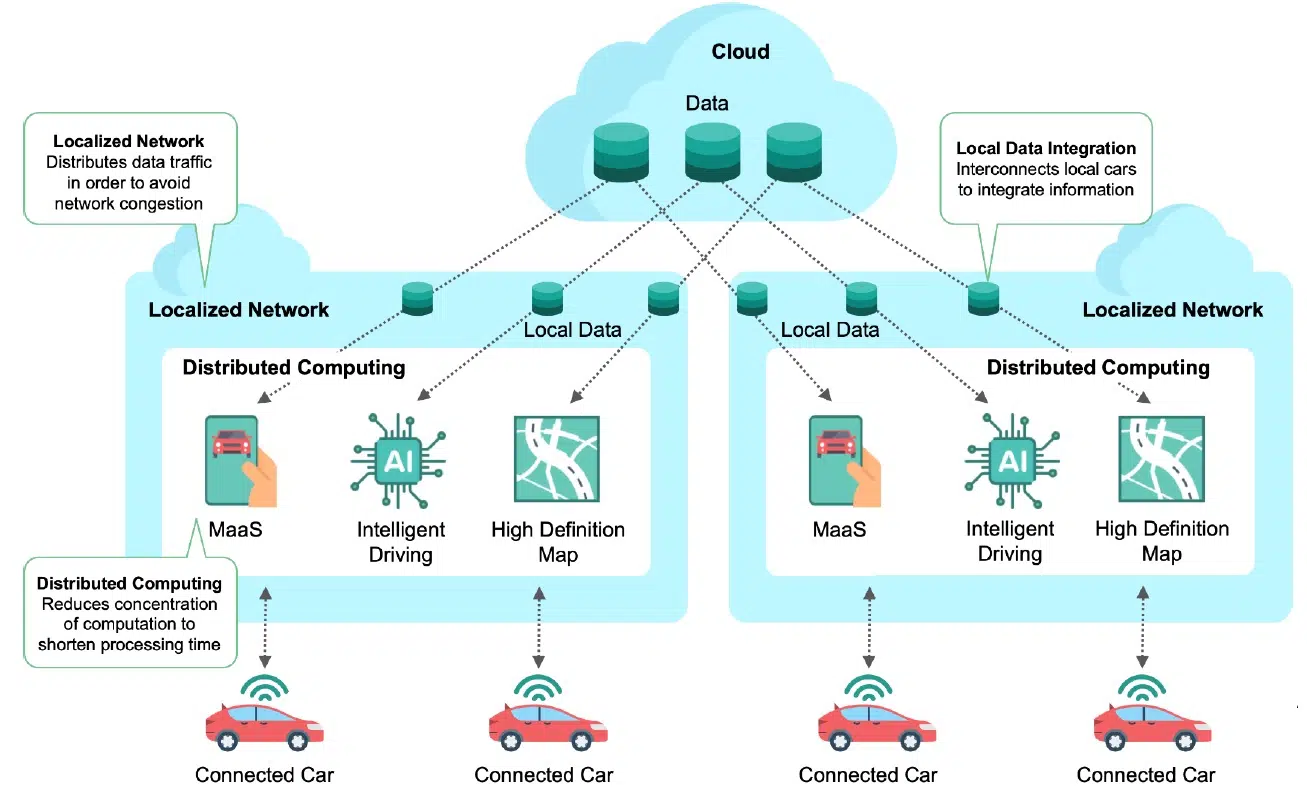 Cloud
Data
Localized Network
Distributes data traffic
in order to avoid
network congestion
Local Data Integration
Interconnects local cars
to integrate information
Localized Network
Local Data
Distributed Computing
AI
MaaS
Intelligent
Driving
High Definition
Map
Localized Network
Local Data
Distributed Computing
AI
MaaS
Intelligent
Driving
High Definition
Map
Distributed Computing
Reduces concentration
of computation to
shorten processing time
Connected Car
Connected Car
Connected Car
Connected Car